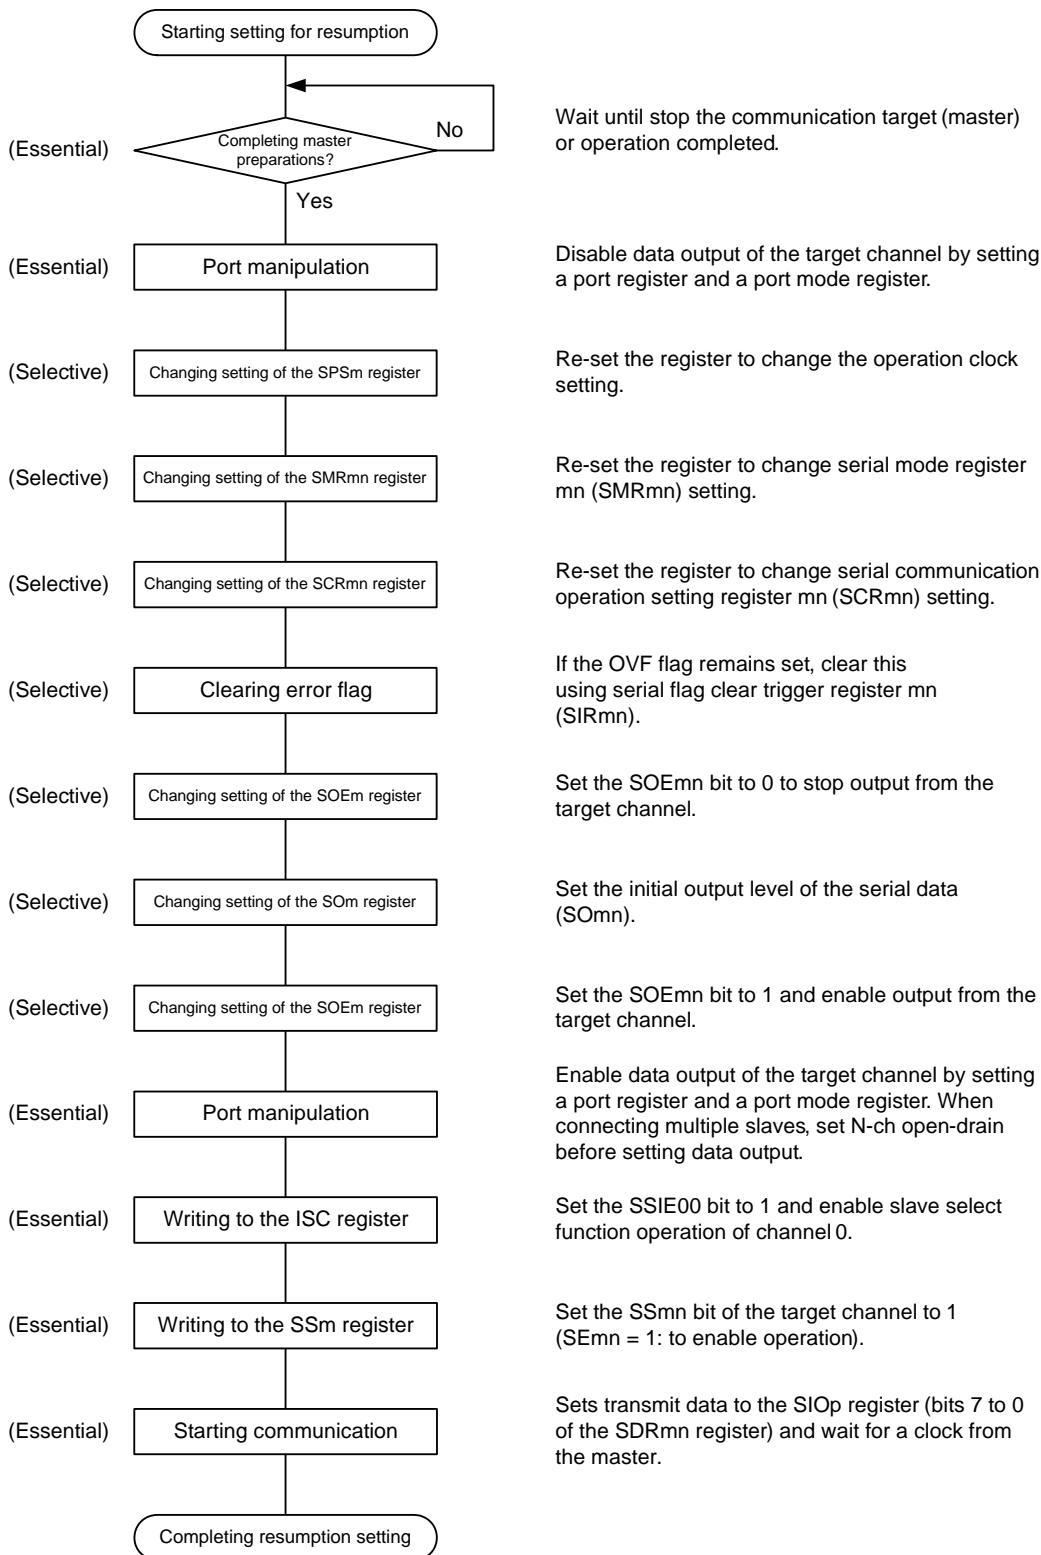 Starting setting for resumption
(Essential)
Completing master
preparations?
No
Yes
Wait until stop the communication target (master)
or operation completed.
(Essential)
Port manipulation
Disable data output of the target channel by setting
a port register and a port mode register.
(Selective)
Changing setting of the SPSm register
Re-set the register to change the operation clock
setting.
(Selective)
Changing setting of the SMRmn register
Re-set the register to change serial mode register
mn (SMRmn) setting.
(Selective)
Changing setting of the SCRmn register
Re-set the register to change serial communication
operation setting register mn (SCRmn) setting.
(Selective)
Clearing error flag
If the OVF flag remains set, clear this
using serial flag clear trigger register mn
(SIRmn).
(Selective)
Changing setting of the SOEm register
Set the SOEmn bit to 0 to stop output from the
target channel.
(Selective)
Changing setting of the SOm register
Set the initial output level of the serial data
(SOmn).
(Selective)
Changing setting of the SOEm register
Set the SOEmn bit to 1 and enable output from the
target channel.
(Essential)
Port manipulation
Enable data output of the target channel by setting
a port register and a port mode register. When
connecting multiple slaves, set N-ch open-drain
before setting data output.
(Essential)
Writing to the ISC register
Set the SSIE00 bit to 1 and enable slave select
function operation of channel 0.
(Essential)
Writing to the SSm register
Set the SSmn bit of the target channel to 1
(SEmn = 1: to enable operation).
(Essential)
Starting communication
Sets transmit data to the SIOp register (bits 7 to 0
of the SDRmn register) and wait for a clock from
the master.
Completing resumption setting